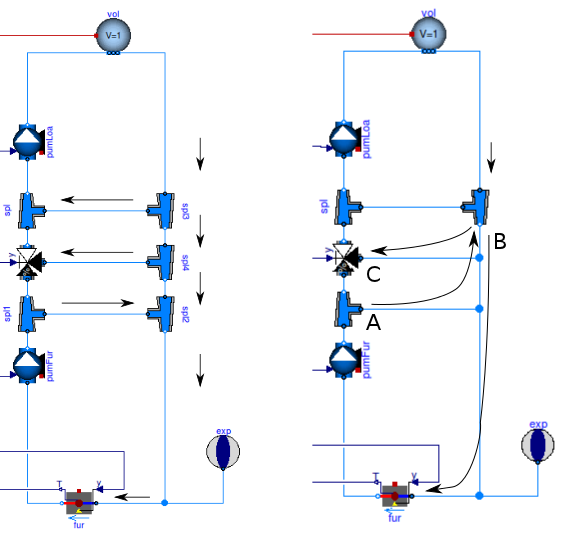 vol
V=1
pumLoa
spl
spl3
y
spl4
spl1
spl2
pumFur
exp
T
y
fur
vol
V=1
pumLoa
spl
B
y
C
A
pumFur
exp
T
y
fur